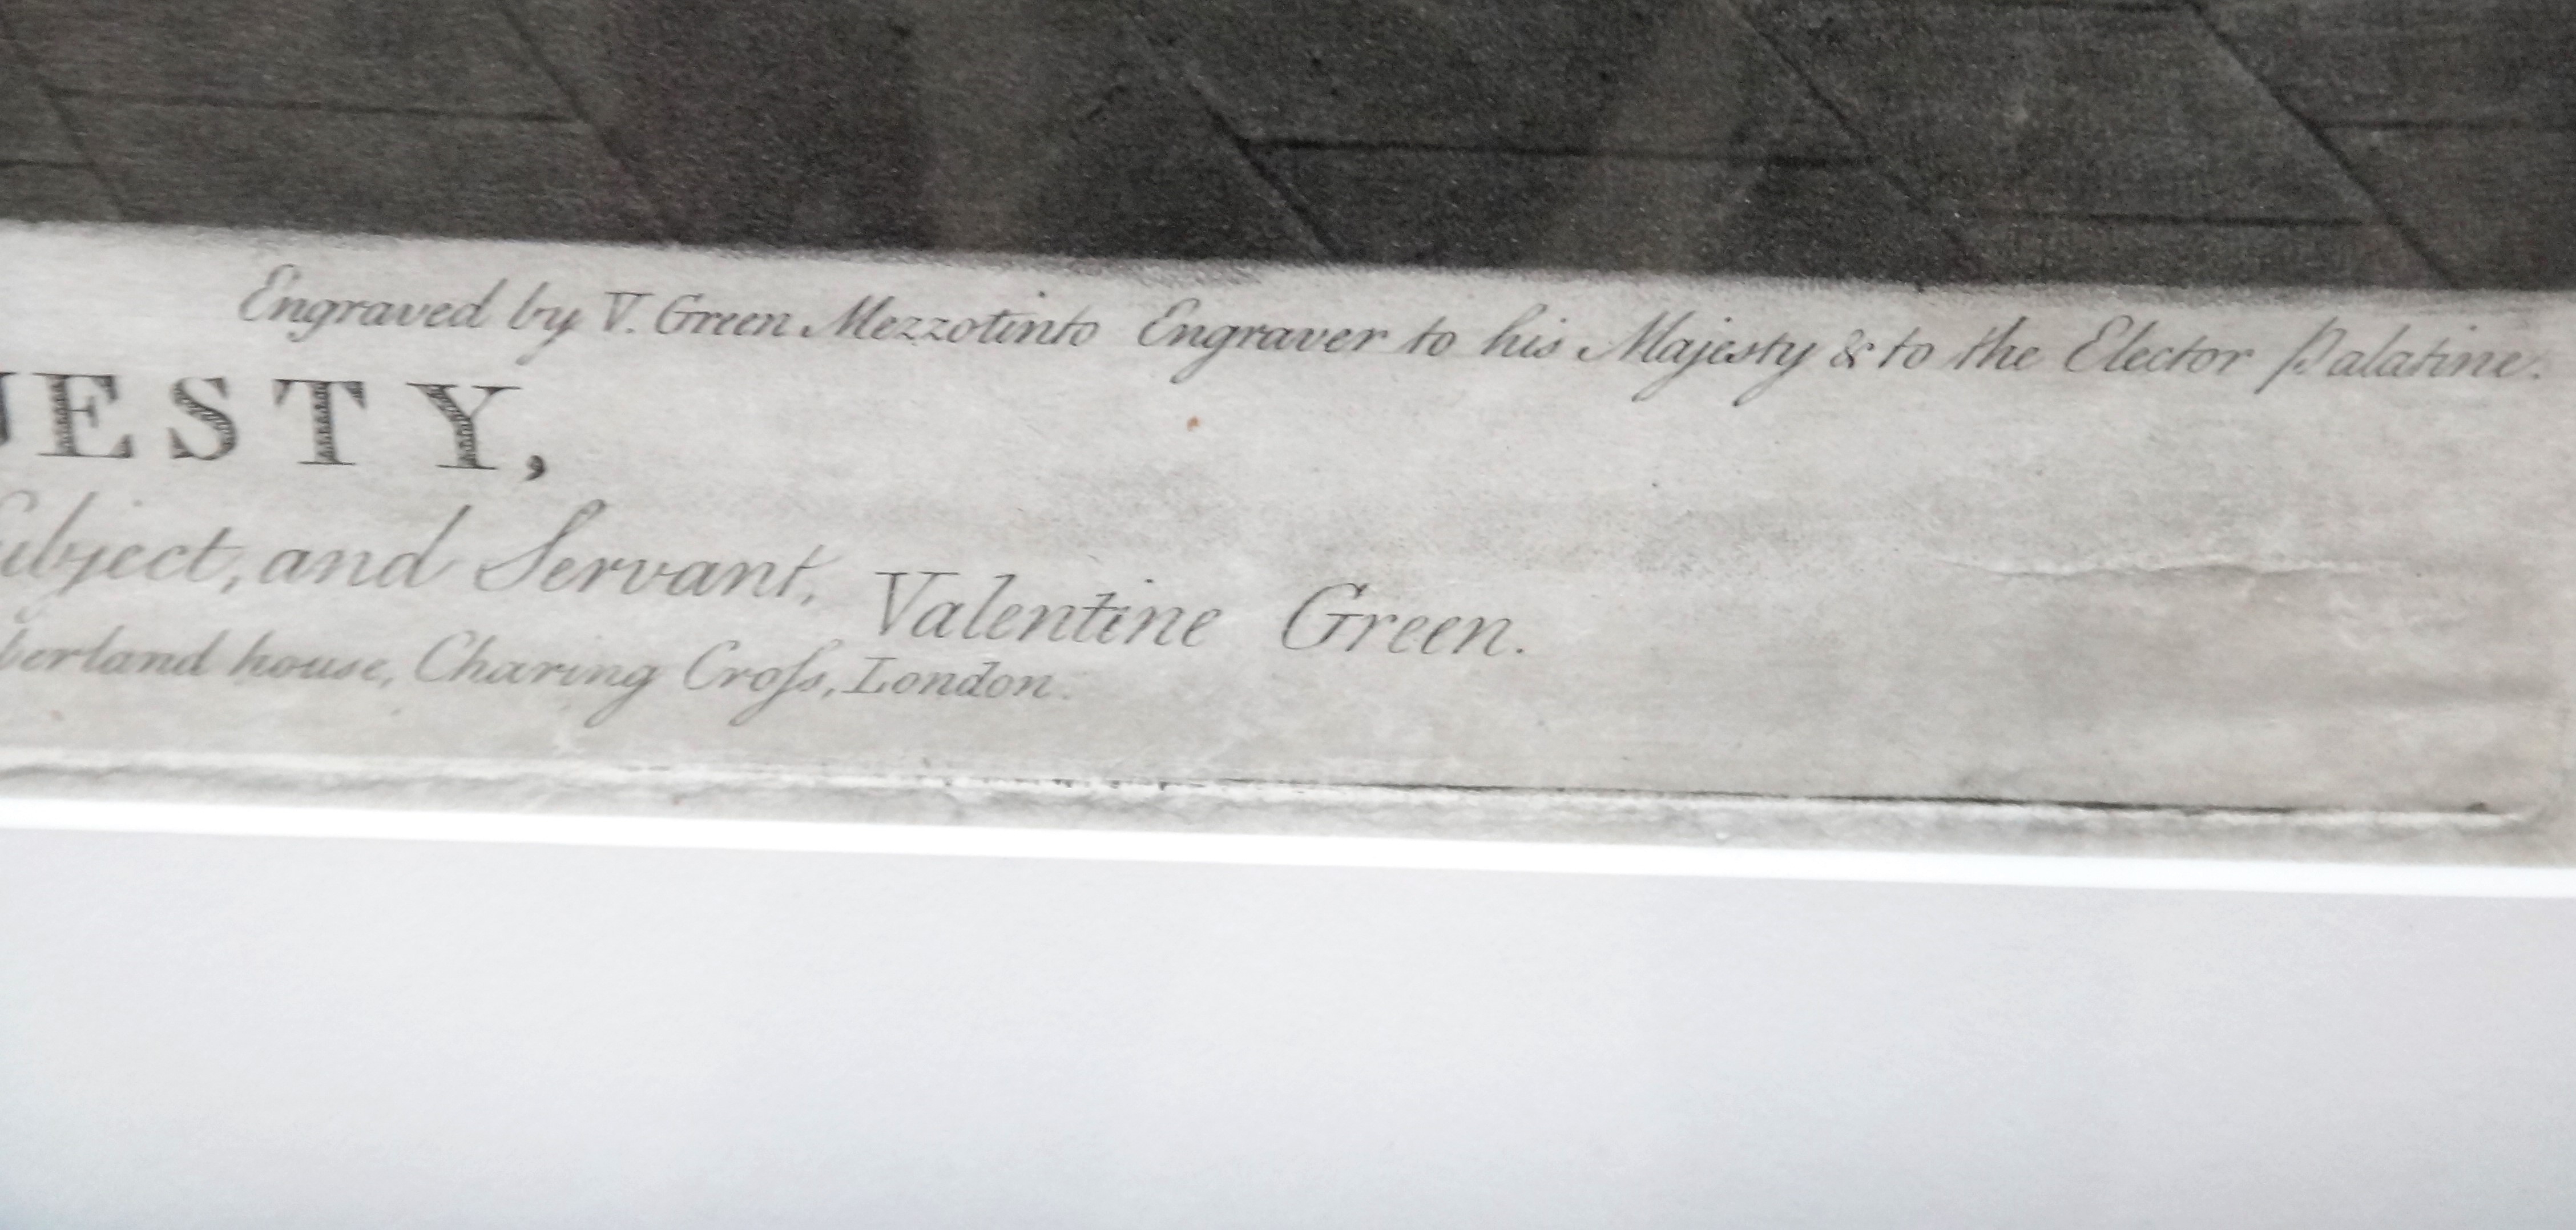 Engraved by V. Green Mezzotinto Engraver to his Majesty & to the Elector Palatine.
JESTY,
ubject, and Servant, Valentine Green.
berland house, Charing Croſs, London.